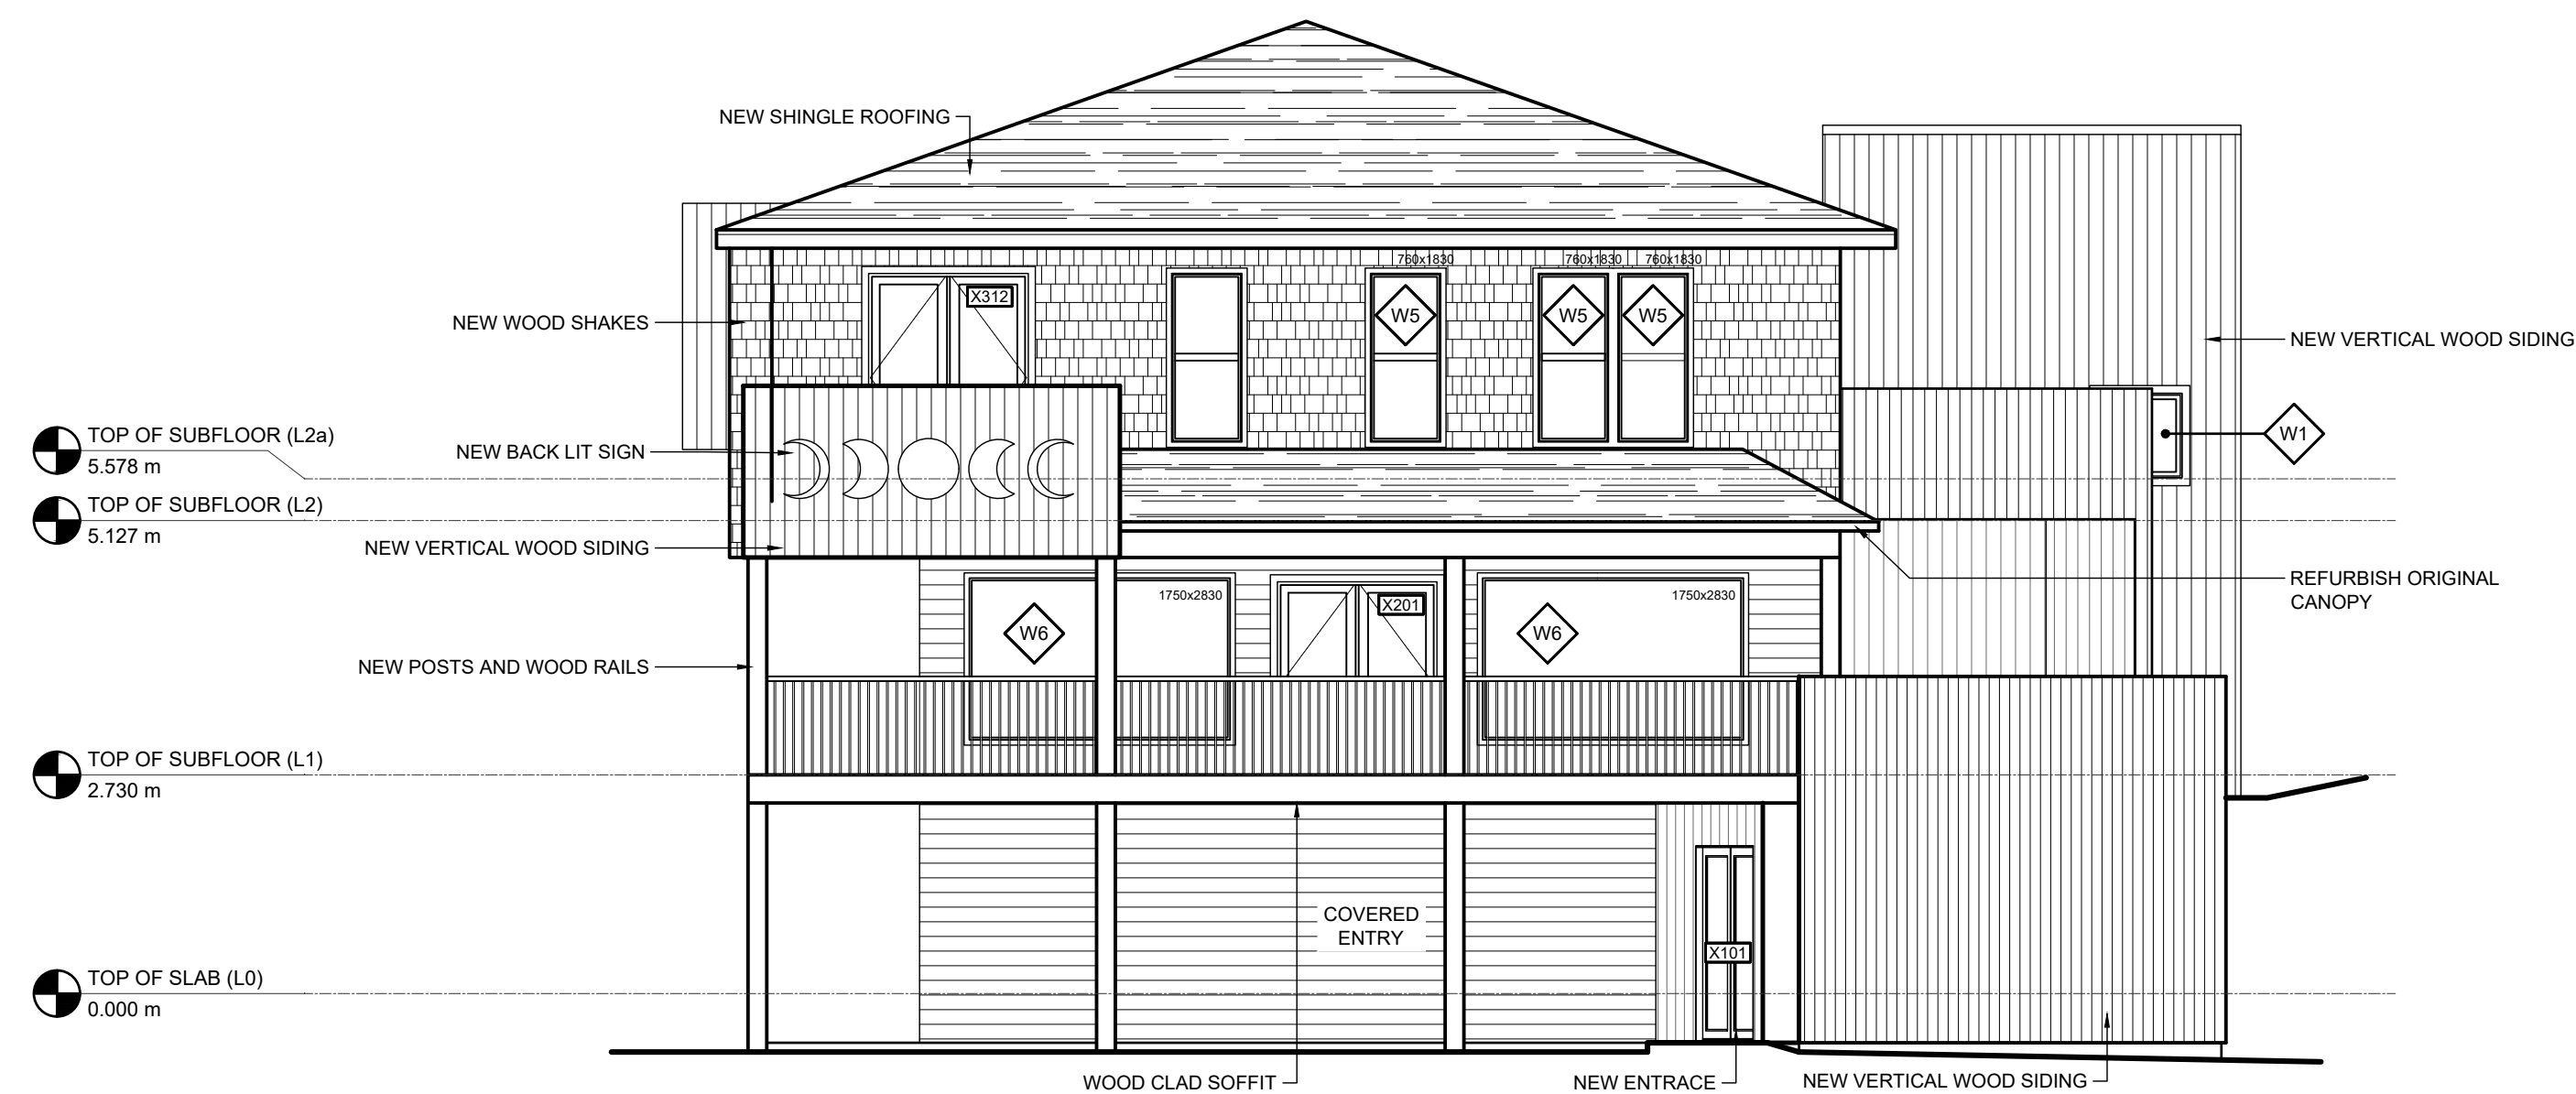 NEW SHINGLE ROOFING
760x1830
760x1830
760x1830
X312
W5
W5
W5
NEW WOOD SHAKES
NEW VERTICAL WOOD SIDING
TOP OF SUBFLOOR (L2a)
5.578 m
NEW BACK LIT SIGN
W1
TOP OF SUBFLOOR (L2)
5.127 m
NEW VERTICAL WOOD SIDING
REFURBISH ORIGINAL
CANOPY
1750x2830
X201
1750x2830
W6
W6
NEW POSTS AND WOOD RAILS
TOP OF SUBFLOOR (L1)
2.730 m
COVERED
ENTRY
X101
TOP OF SLAB (L0)
0.000 m
WOOD CLAD SOFFIT
NEW ENTRACE
NEW VERTICAL WOOD SIDING